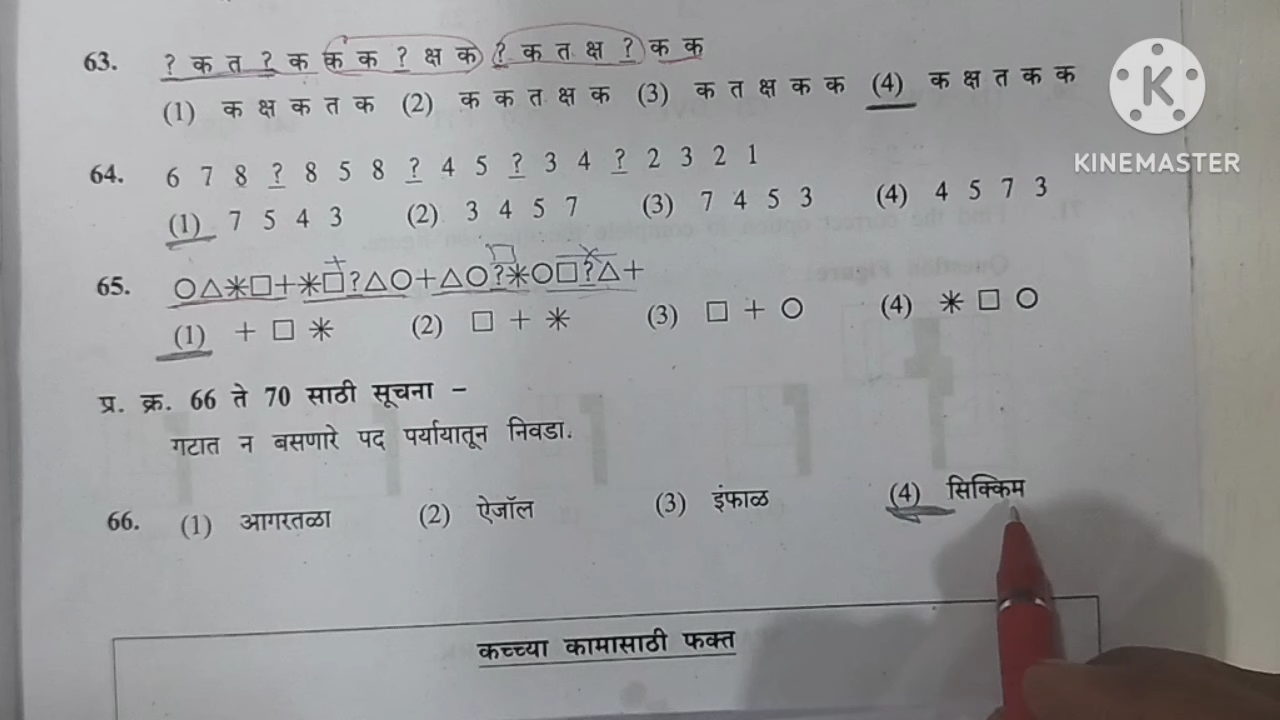 63. ? क त ? क क क ? क्ष क ? क त क्ष ? क क
(1) क क्ष क त क (2) क क त क्ष क (3) क त क्ष क क (4) क क्ष त क क
K
KINEMASTER
64. 6 7 8 ? 8 5 8 ? 4 5 ? 3 4 ? 2 3 2 1
(1) 7 5 4 3 (2) 3 4 5 7 (3) 7 4 5 3 (4) 4 5 7 3
65. ○△✳□+✳□?△○+△○?✳○□?△+
(1) + □ ✳ (2) □ + ✳ (3) □ + ○ (4) ✳ □ ○
प्र. क्र. 66 ते 70 साठी सूचना –
गटात न बसणारे पद पर्यायातून निवडा.
66. (1) आगरतळा (2) ऐजॉल (3) इंफाळ (4) सिक्किम
कच्च्या कामासाठी फक्त